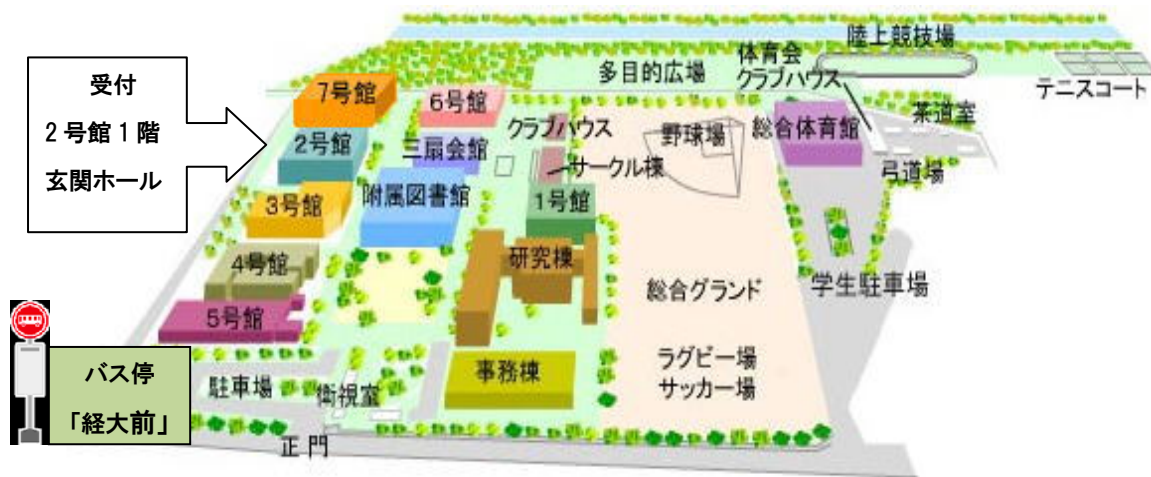 受付
2号館1階
玄関ホール
7号館
6号館
2号館
三扇会館
3号館
附属図書館
4号館
5号館
クラブハウス
サークル棟
1号館
研究棟
事務棟
多目的広場
体育会
クラブハウス
陸上競技場
テニスコート
野球場
総合体育館
茶道室
弓道場
学生駐車場
総合グランド
ラグビー場
サッカー場
バス停
「経大前」
駐車場
衛視室
正門